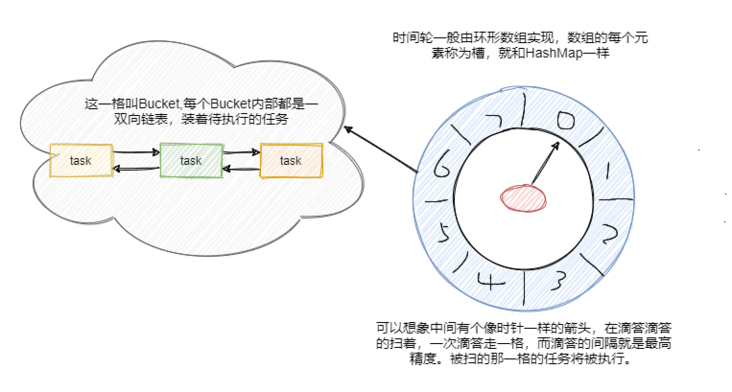 时间轮一般由环形数组实现，数组的每个元
素称为槽，就和HashMap一样
这一格叫Bucket,每个Bucket内部都是一
双向链表，装着待执行的任务
task
task
task
7
0
6
1
5
2
4
3
可以想象中间有个像时针一样的箭头，在滴答滴答
的扫着，一次滴答走一格，而滴答的间隔就是最高
精度。被扫的那一格的任务将被执行。